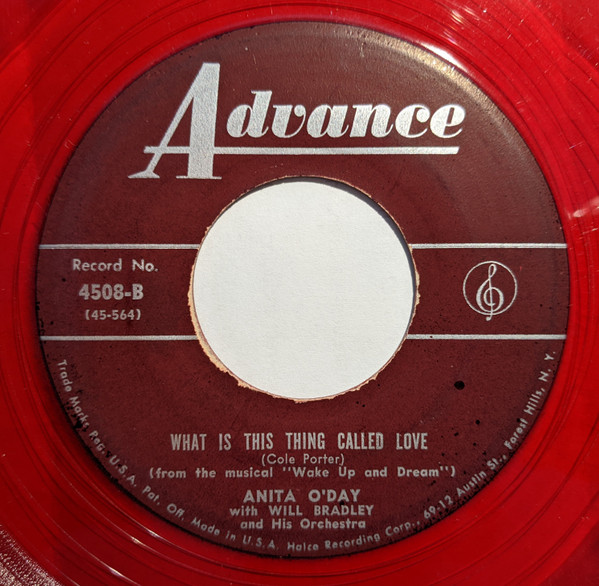 Advance
Record No.
4508-B
(45-564)
WHAT IS THIS THING CALLED LOVE
(Cole Porter)
(from the musical "Wake Up and Dream")
ANITA O'DAY
with WILL BRADLEY
and His Orchestra
Trade Marks Reg. U.S.A. Pat. Off. Made in U.S.A. Halce Recording Corp., 69-12 Austin St., Forest Hills, N. Y.